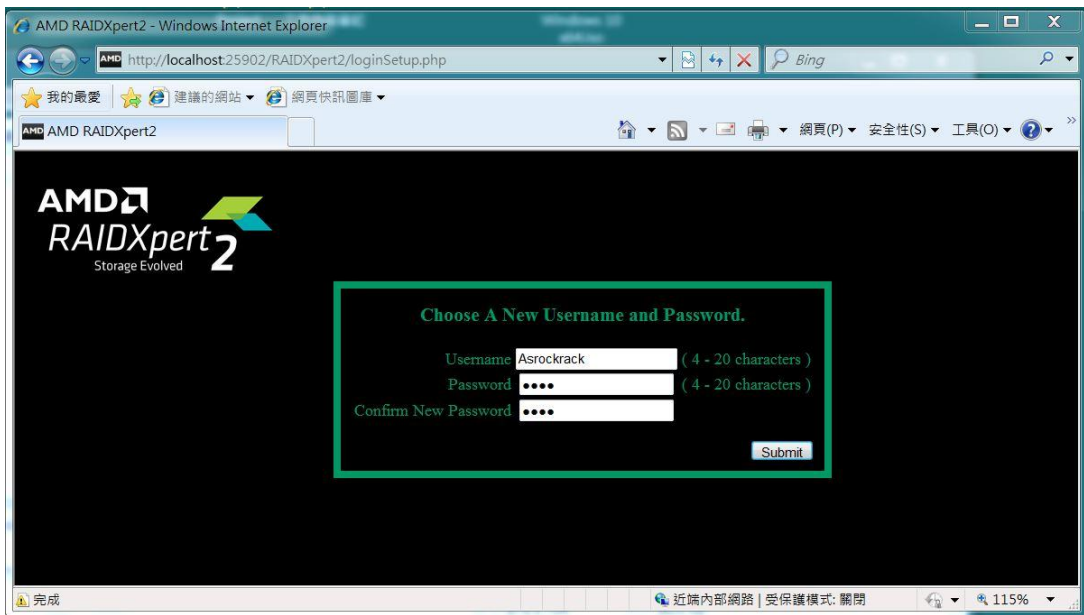 AMD RAIDXpert2 - Windows Internet Explorer
http://localhost:25902/RAIDXpert2/loginSetup.php
Bing
我的最愛
建議的網站
網頁快訊圖庫
AMD RAIDXpert2
網頁(P)
安全性(S)
工具(O)
AMD
RAIDXpert2
Storage Evolved
Choose A New Username and Password.
Username Asrockrack ( 4 - 20 characters )
Password •••• ( 4 - 20 characters )
Confirm New Password ••••
Submit
完成
近端內部網路 | 受保護模式: 關閉
115%